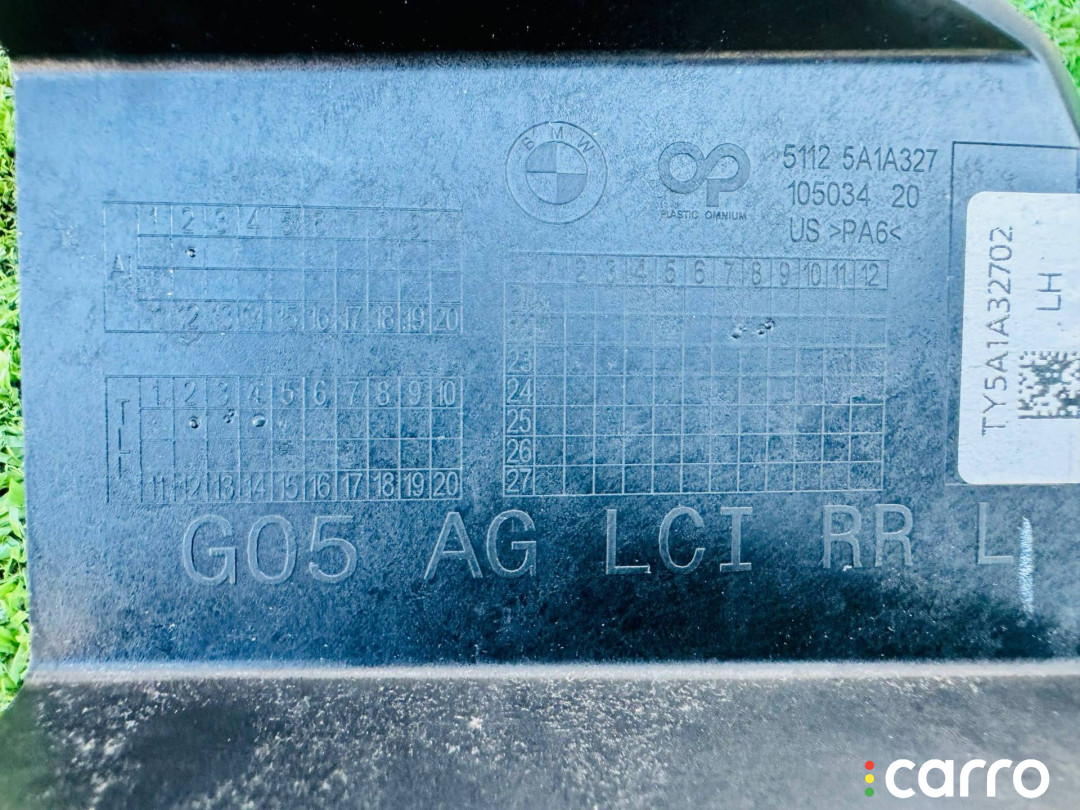 BMW
OP
PLASTIC OMNIUM
5112 5A1A327
105034 20
US >PA6<
1 2 3 4 5 6 7 8 9
11 12 13 14 15 16 17 18 19 20
1 2 3 4 5 6 7 8 9 10
11 12 13 14 15 16 17 18 19 20
2 3 4 5 6 7 8 9 10 11 12
23
24
25
26
27
TY5A1A32702
LH
G05 AG LCI RR L
carro